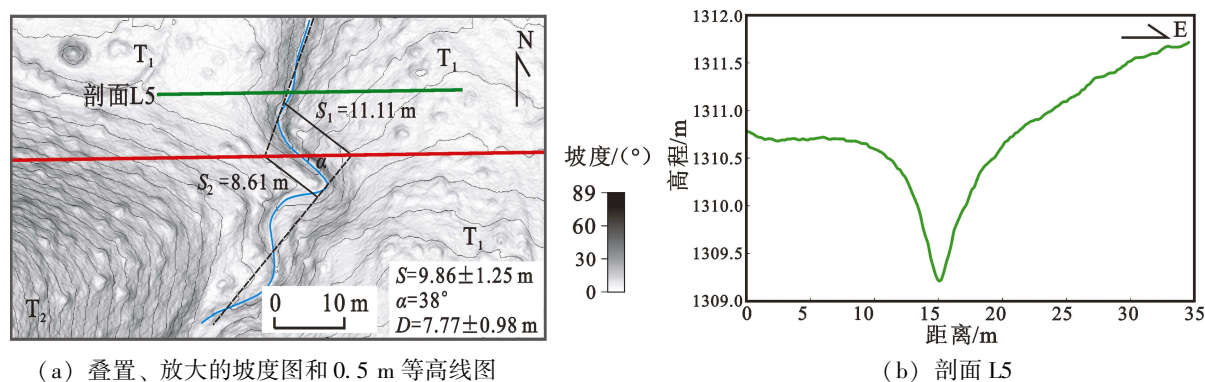 T₁
T₁
N
剖面L5
S₁=11.11 m
α
S₂=8.61 m
T₁
T₂
0 10 m
S=9.86±1.25 m
α=38°
D=7.77±0.98 m
坡度/(°)
89
60
30
0
(a) 叠置、放大的坡度图和0.5 m等高线图
1312.0
1311.5
1311.0
1310.5
1310.0
1309.5
1309.0
高程/m
E
0 5 10 15 20 25 30 35
距离/m
(b) 剖面 L5